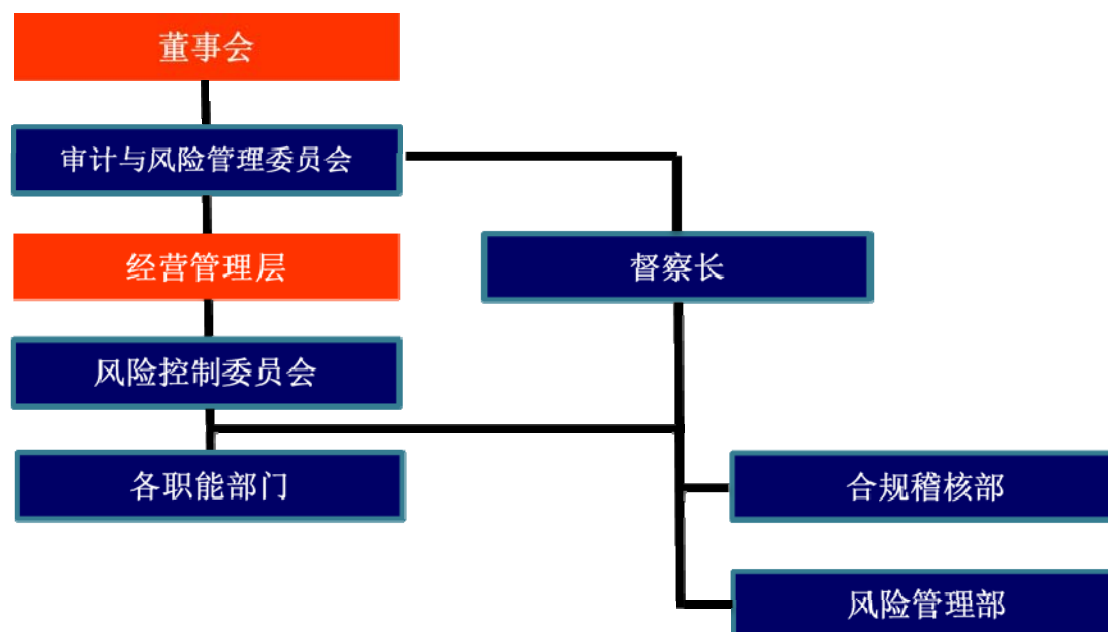 董事会
审计与风险管理委员会
经营管理层
督察长
风险控制委员会
各职能部门
合规稽核部
风险管理部